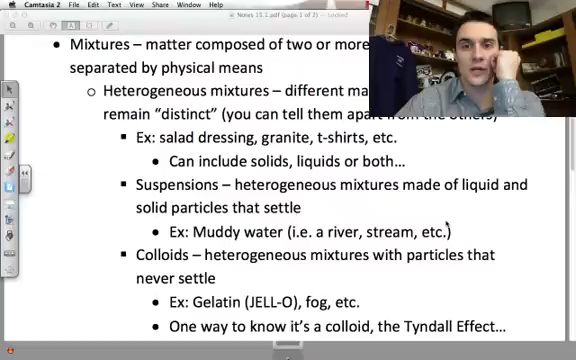 Camtasia 2 File Edit View Window Help
Notes 15.1.pdf (page 1 of 2) — Locked
• Mixtures – matter composed of two or more
separated by physical means
o Heterogeneous mixtures – different ma
remain “distinct” (you can tell them apart from the others)
▪ Ex: salad dressing, granite, t-shirts, etc.
• Can include solids, liquids or both…
▪ Suspensions – heterogeneous mixtures made of liquid and
solid particles that settle
• Ex: Muddy water (i.e. a river, stream, etc.)
▪ Colloids – heterogeneous mixtures with particles that
never settle
• Ex: Gelatin (JELL-O), fog, etc.
• One way to know it’s a colloid, the Tyndall Effect…